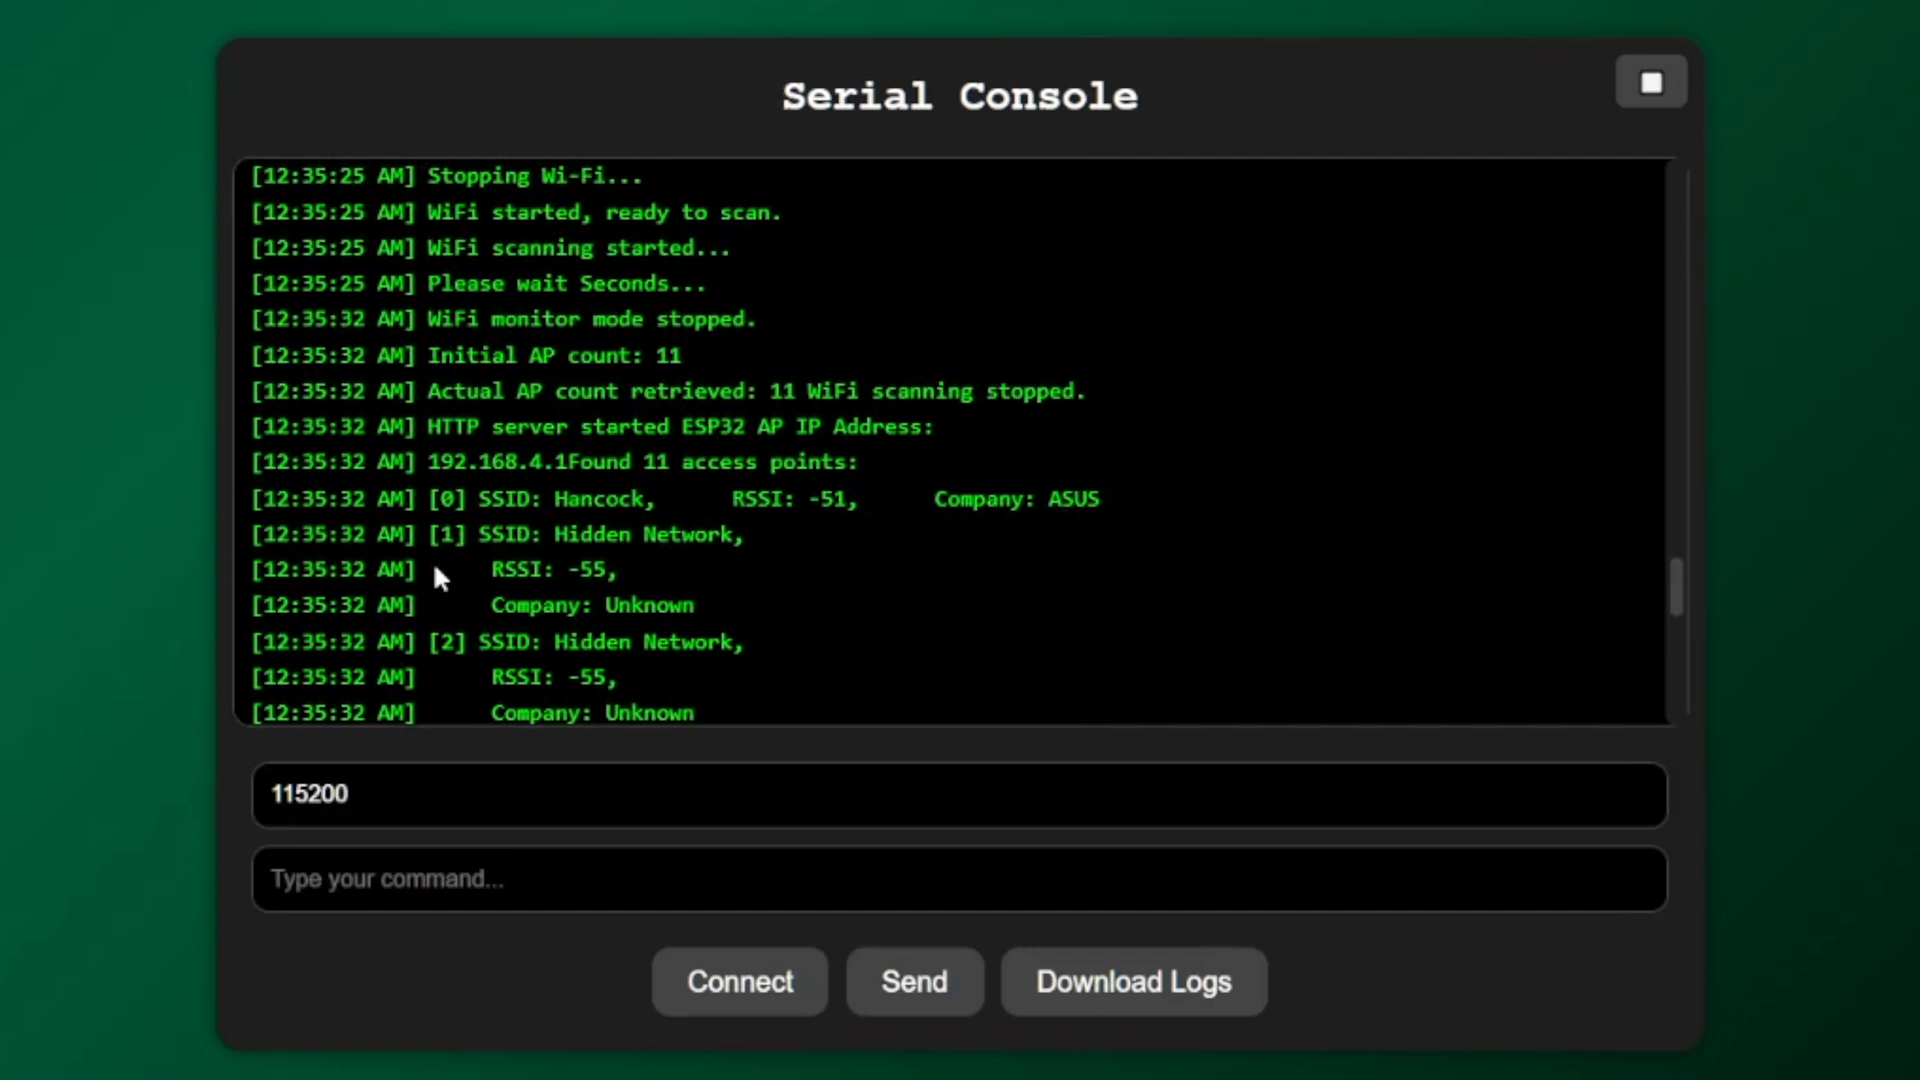 Serial Console
[12:35:25 AM] Stopping Wi-Fi...
[12:35:25 AM] WiFi started, ready to scan.
[12:35:25 AM] WiFi scanning started...
[12:35:25 AM] Please wait Seconds...
[12:35:32 AM] WiFi monitor mode stopped.
[12:35:32 AM] Initial AP count: 11
[12:35:32 AM] Actual AP count retrieved: 11 WiFi scanning stopped.
[12:35:32 AM] HTTP server started ESP32 AP IP Address:
[12:35:32 AM] 192.168.4.1Found 11 access points:
[12:35:32 AM] [0] SSID: Hancock, RSSI: -51, Company: ASUS
[12:35:32 AM] [1] SSID: Hidden Network,
[12:35:32 AM] RSSI: -55,
[12:35:32 AM] Company: Unknown
[12:35:32 AM] [2] SSID: Hidden Network,
[12:35:32 AM] RSSI: -55,
[12:35:32 AM] Company: Unknown
115200
Type your command...
Connect Send Download Logs